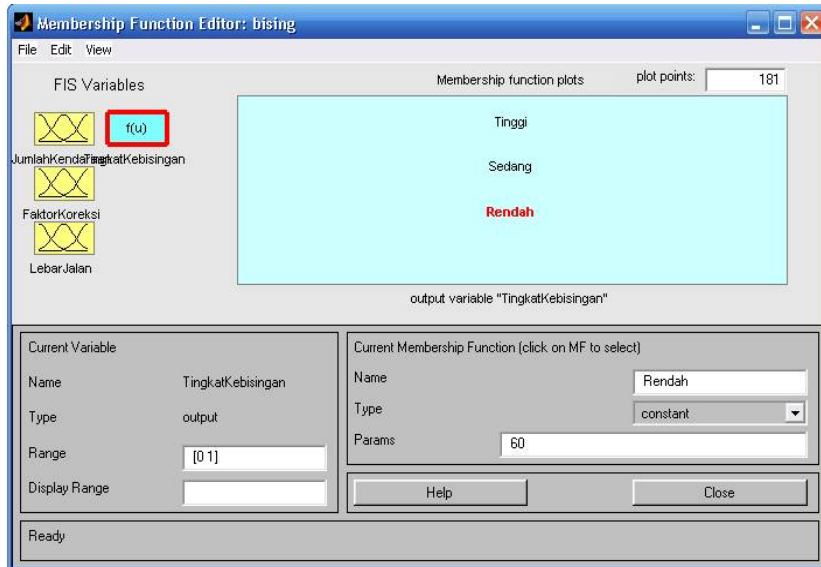 Membership Function Editor: bising
File Edit View
FIS Variables
Membership function plots
plot points: 181
f(u)
TingkatKebisingan
FaktorKoreksi
LebarJalan
Tinggi
Sedang
Rendah
output variable "TingkatKebisingan"
Current Variable
Name TingkatKebisingan
Type output
Range [0 1]
Display Range
Current Membership Function (click on MF to select)
Name Rendah
Type constant
Params 60
Help Close
Ready